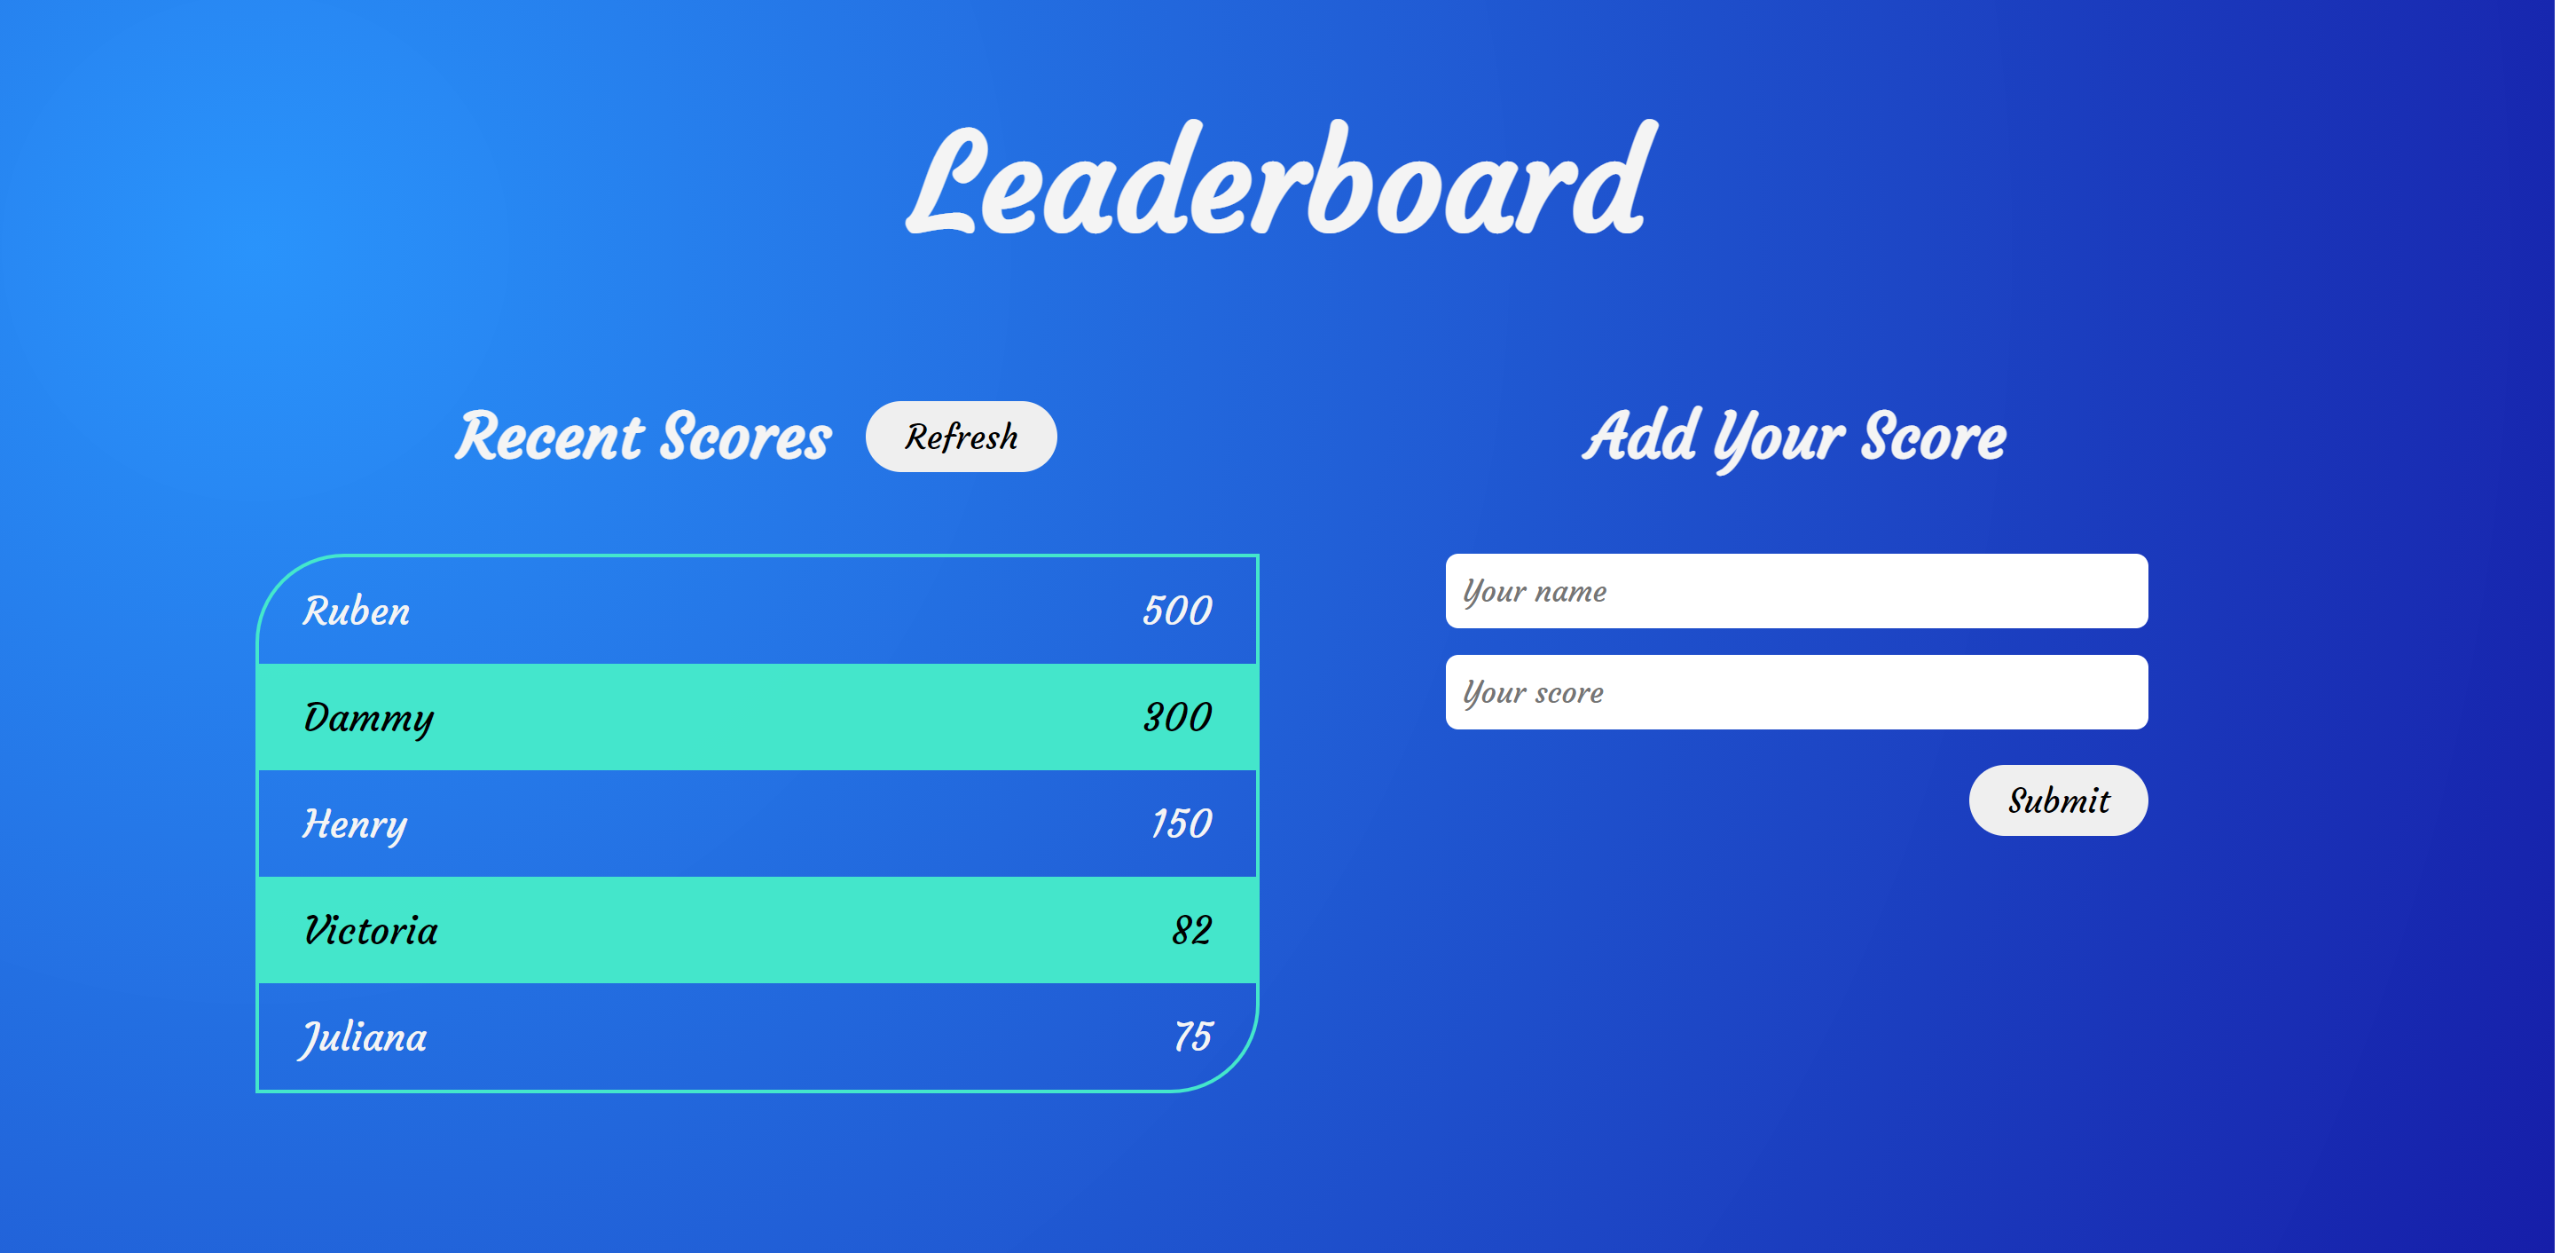 Leaderboard
Recent Scores Refresh
Ruben 500
Dammy 300
Henry 150
Victoria 82
Juliana 75
Add Your Score
Your name
Your score
Submit